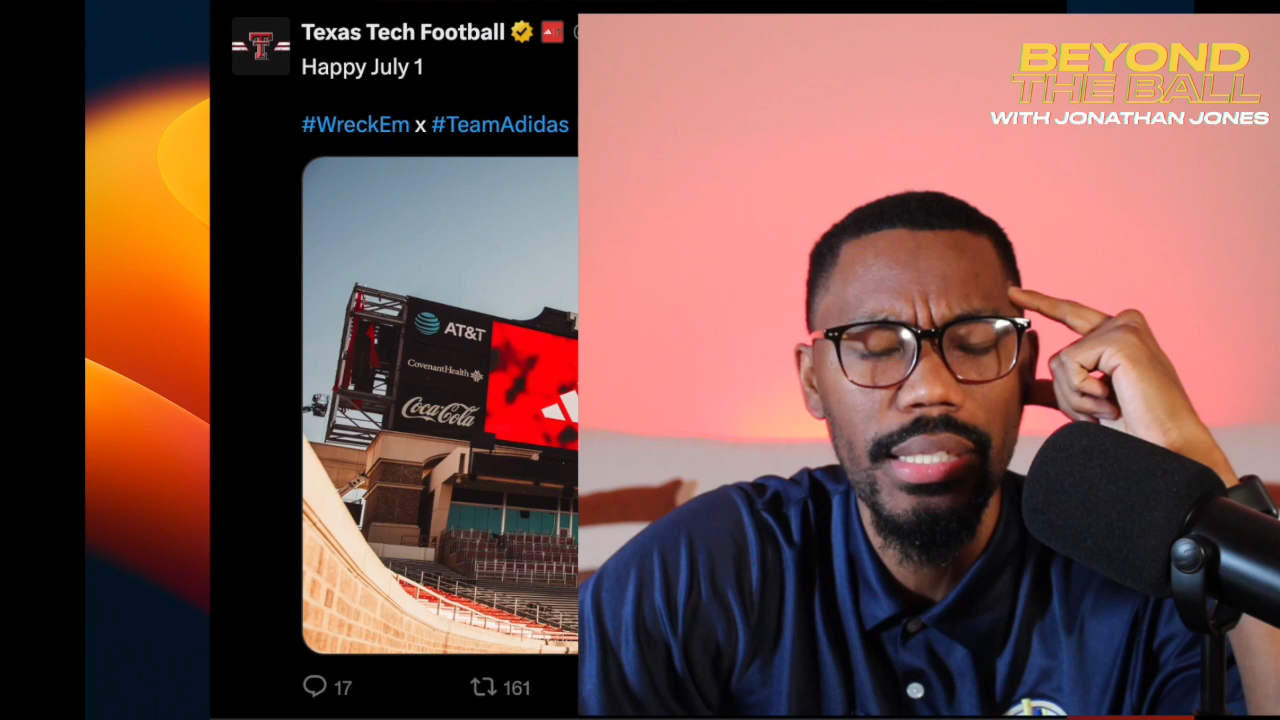 Texas Tech Football
Happy July 1
#WreckEm x #TeamAdidas
AT&T
CovenantHealth
Coca-Cola
17
161
BEYOND
THE BALL
WITH JONATHAN JONES